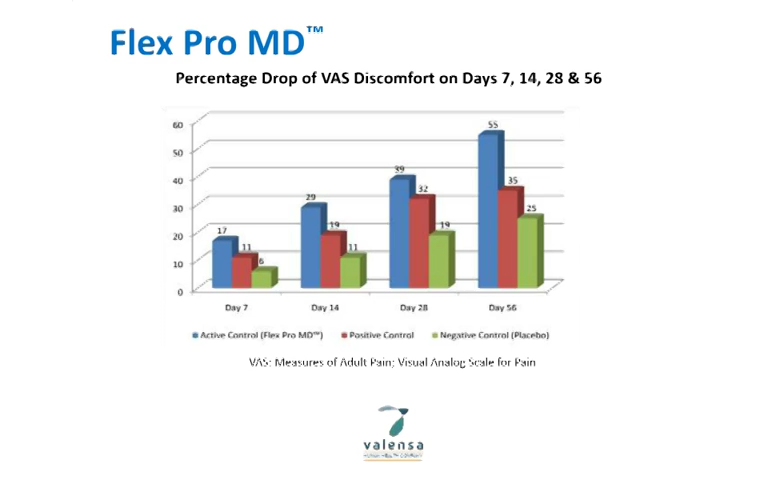 Flex Pro MD™
Percentage Drop of VAS Discomfort on Days 7, 14, 28 & 56
60
50
40
30
20
10
0
17
11
6
29
19
11
39
32
19
55
35
25
Day 7
Day 14
Day 28
Day 56
Active Control (Flex Pro MD™)
Positive Control
Negative Control (Placebo)
VAS: Measures of Adult Pain; Visual Analog Scale for Pain
valensa